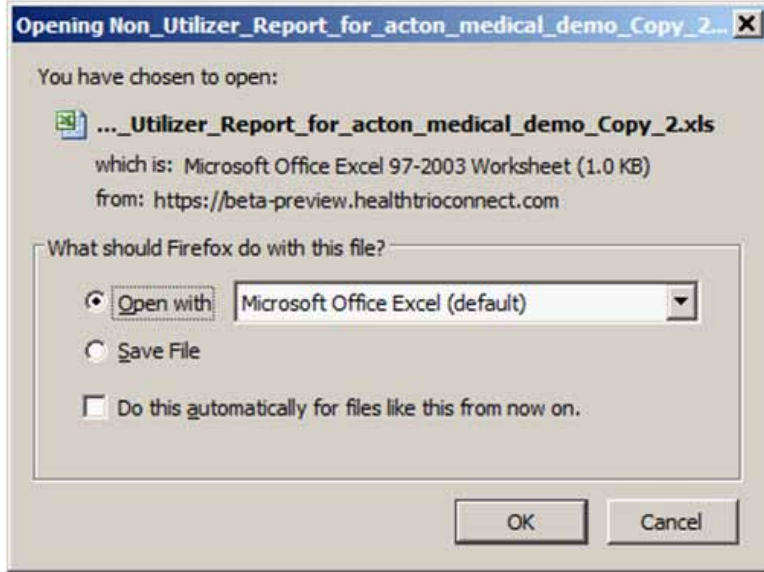 Opening Non_Utilizer_Report_for_acton_medical_demo_Copy_2...
You have chosen to open:
..._Utilizer_Report_for_acton_medical_demo_Copy_2.xls
which is: Microsoft Office Excel 97-2003 Worksheet (1.0 KB)
from: https://beta-preview.healthtrioconnect.com
What should Firefox do with this file?
Open with Microsoft Office Excel (default)
Save File
Do this automatically for files like this from now on.
OK Cancel